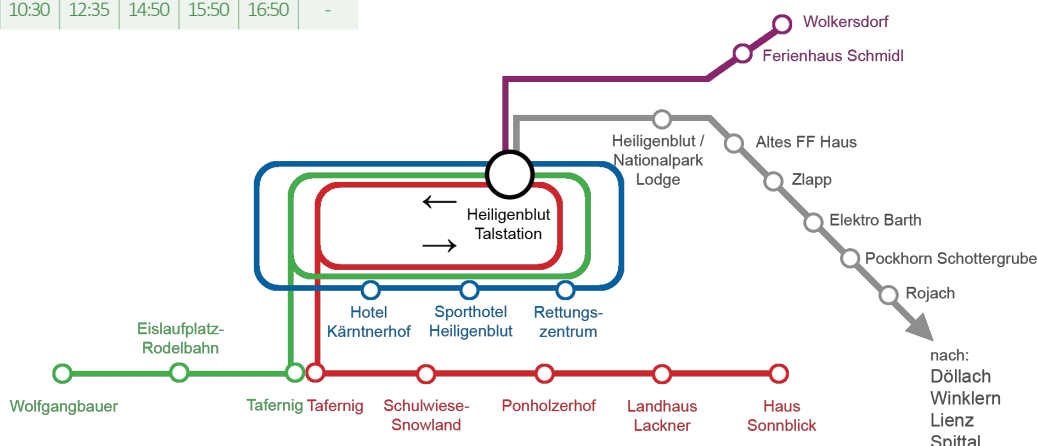 10:30 12:35 14:50 15:50 16:50 -
Wolkersdorf
Ferienhaus Schmidl
Heiligenblut /
Nationalpark
Lodge
Altes FF Haus
Zlapp
Elektro Barth
Pockhorn Schottergrube
Rojach
← Heiligenblut
→ Talstation
Hotel
Kärntnerhof
Sporthotel
Heiligenblut
Rettungs-
zentrum
Eislaufplatz-
Rodelbahn
Wolfgangbauer
Tafernig
Tafernig
Schulwiese-
Snowland
Ponholzerhof
Landhaus
Lackner
Haus
Sonnblick
nach:
Döllach
Winklern
Lienz
Spittal